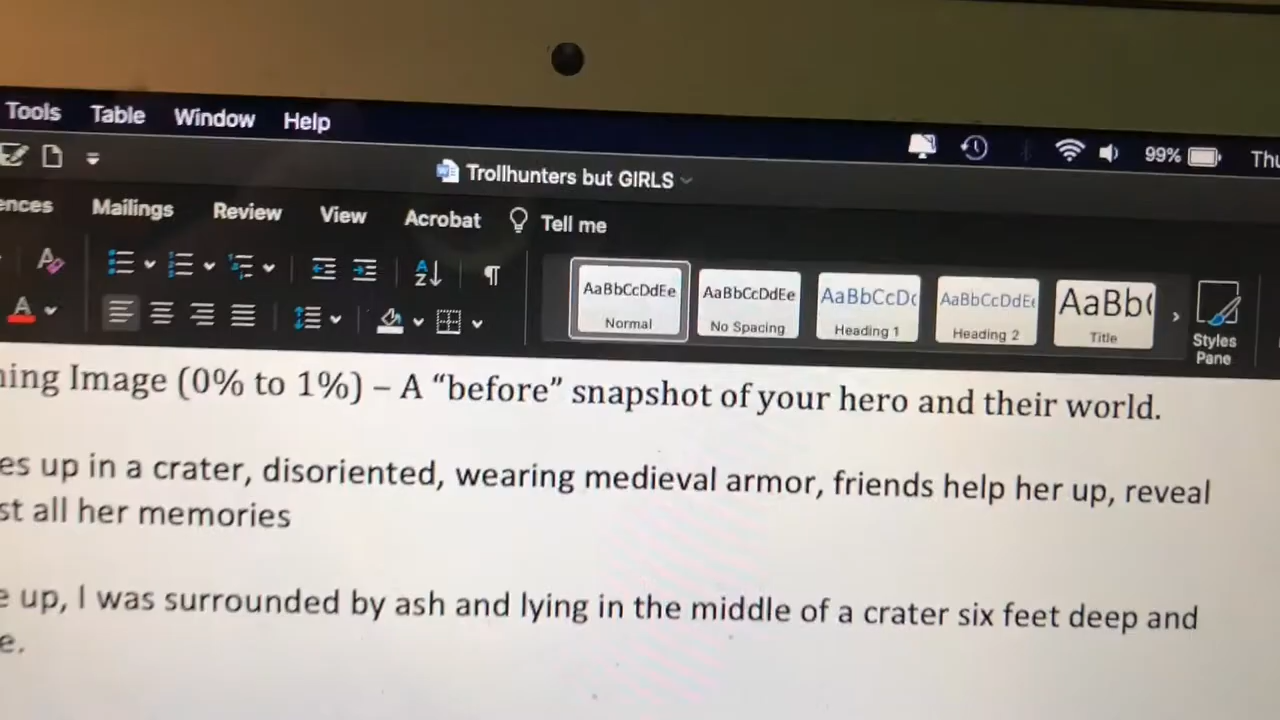 Tools Table Window Help 99% Thu
Trollhunters but GIRLS
ences Mailings Review View Acrobat Tell me
AaBbCcDdEe AaBbCcDdEe AaBbCcDc AaBbCcDdEe AaBb(
Normal No Spacing Heading 1 Heading 2 Title
Styles
Pane
ning Image (0% to 1%) – A “before” snapshot of your hero and their world.
es up in a crater, disoriented, wearing medieval armor, friends help her up, reveal
st all her memories
e up, I was surrounded by ash and lying in the middle of a crater six feet deep and
e.